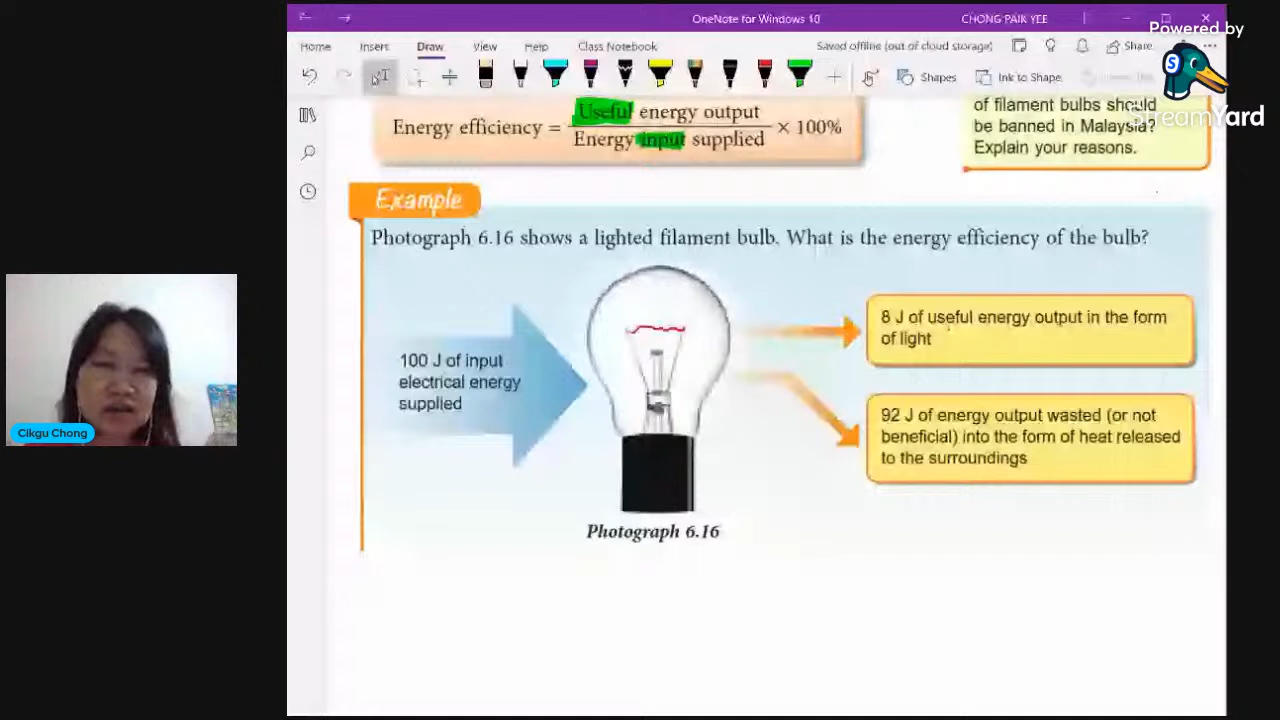 OneNote for Windows 10
CHONG PAIK YEE
Powered by
StreamYard
Home Insert Draw View Help Class Notebook
Saved offline (out of cloud storage)
Share
Shapes
Ink to Shape
Energy efficiency = Useful energy output
Energy input supplied
× 100%
of filament bulbs should
be banned in Malaysia?
Explain your reasons.
Example
Photograph 6.16 shows a lighted filament bulb. What is the energy efficiency of the bulb?
100 J of input
electrical energy
supplied
8 J of useful energy output in the form
of light
92 J of energy output wasted (or not
beneficial) into the form of heat released
to the surroundings
Photograph 6.16
Cikgu Chong